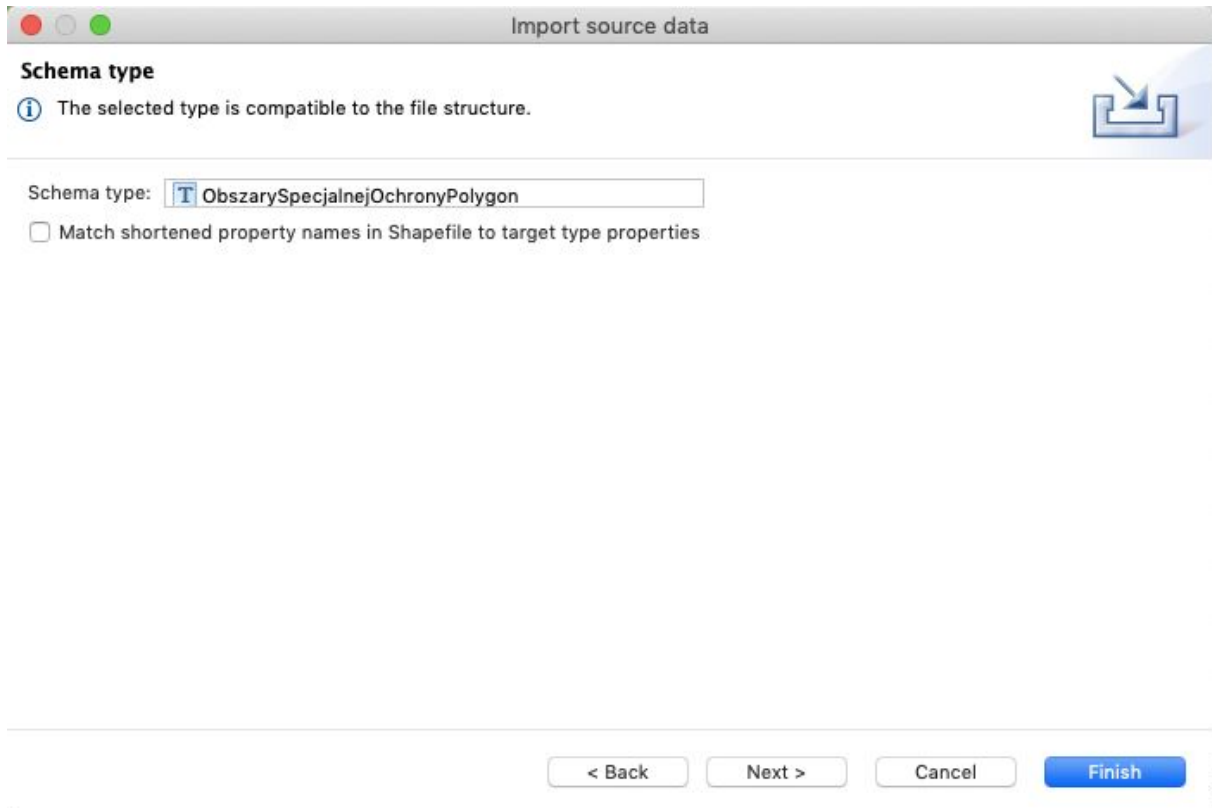 Import source data
Schema type
The selected type is compatible to the file structure.
Schema type: T ObszarySpecjalnejOchronyPolygon
Match shortened property names in Shapefile to target type properties
< Back Next > Cancel Finish